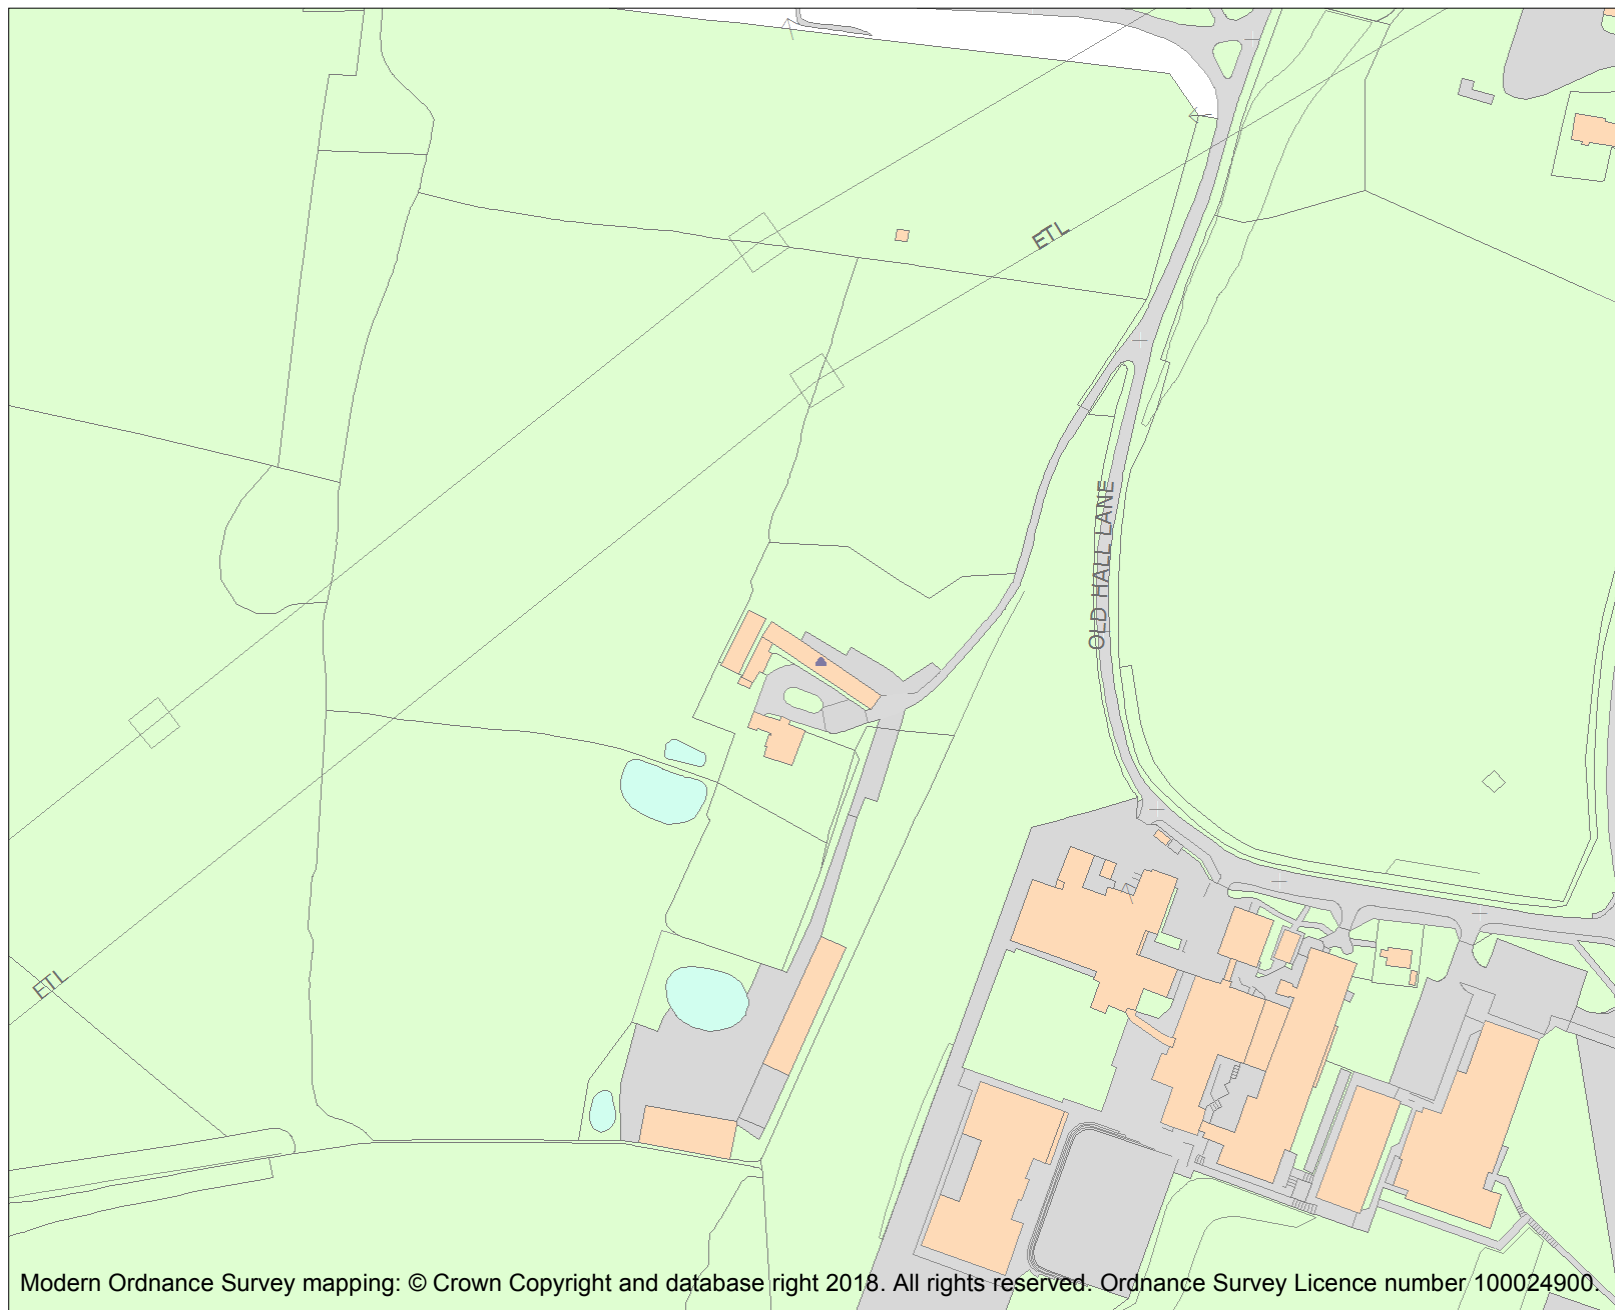 ETL
OLD HALL LANE
ETL
Modern Ordnance Survey mapping: © Crown Copyright and database right 2018. All rights reserved. Ordnance Survey Licence number 100024900.